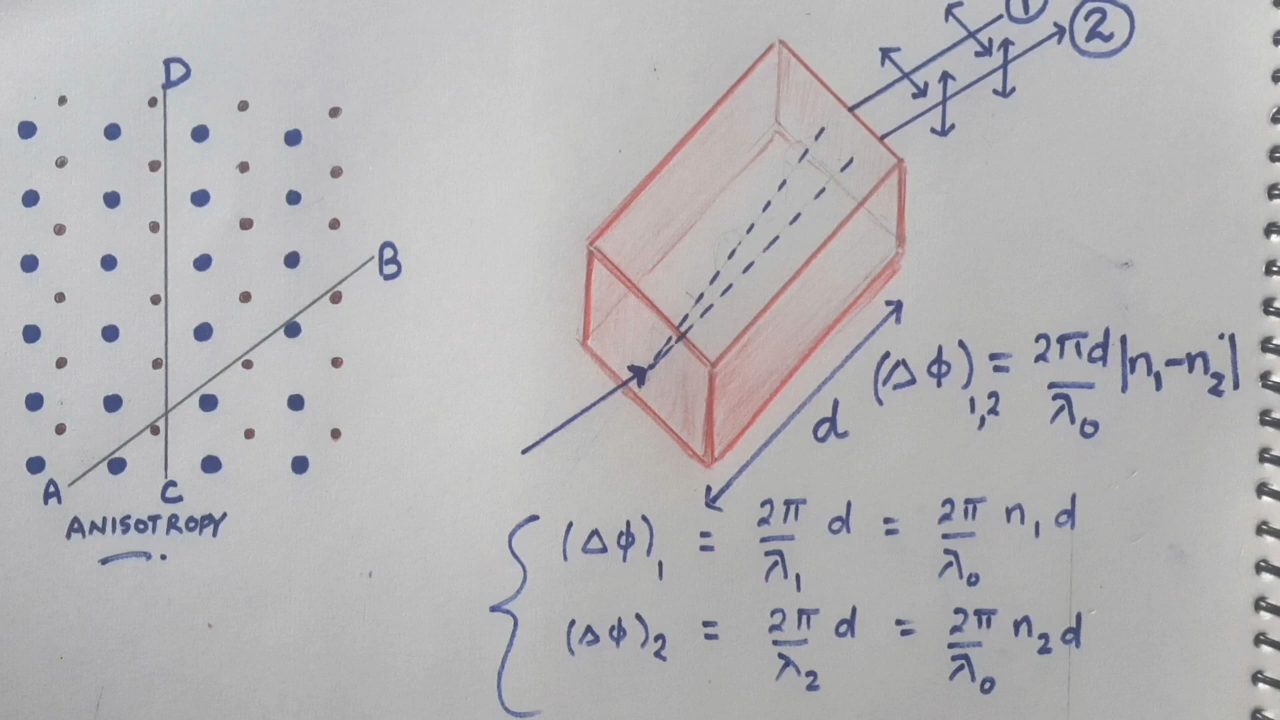 D
B
A
C
ANISOTROPY
1
2
d
(Δϕ)₁,₂ = 2πd/λ₀ |n₁-n₂|
(Δϕ)₁ = 2π/λ₁ d = 2π/λ₀ n₁ d
(Δϕ)₂ = 2π/λ₂ d = 2π/λ₀ n₂ d